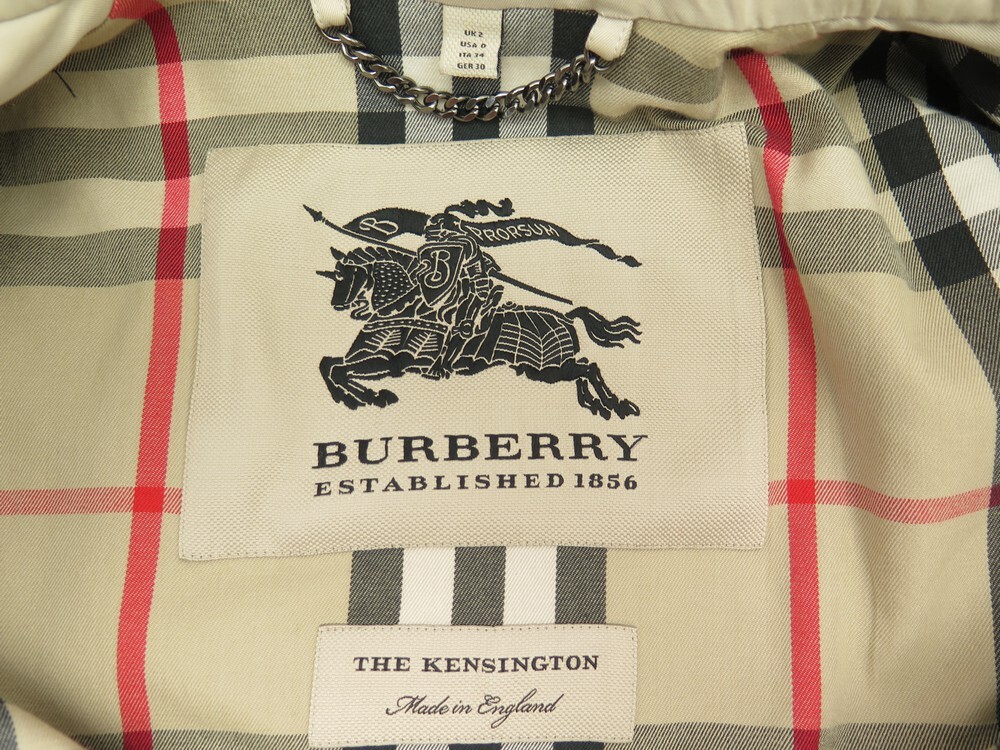 UK 2
USA 0
ITA 34
GER 30
B PRORSUM
B
BURBERRY
ESTABLISHED 1856
THE KENSINGTON
Made in England